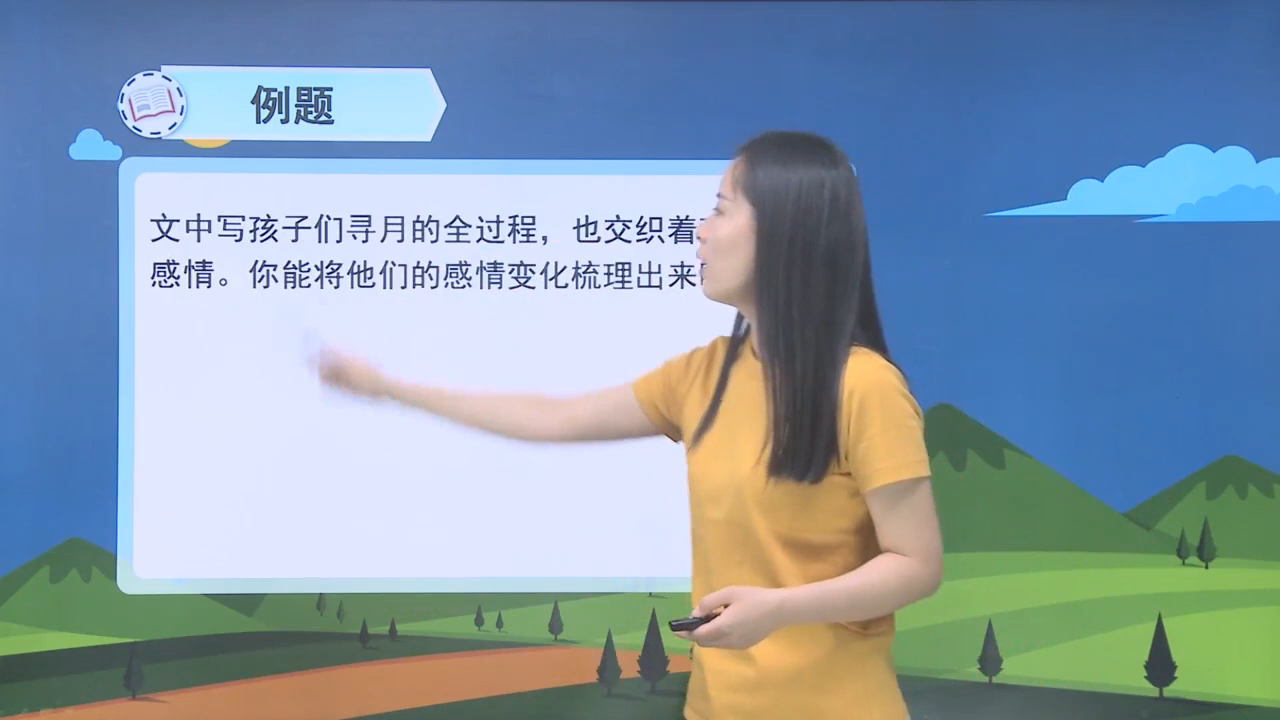 例题
文中写孩子们寻月的全过程，也交织着
感情。你能将他们的感情变化梳理出来